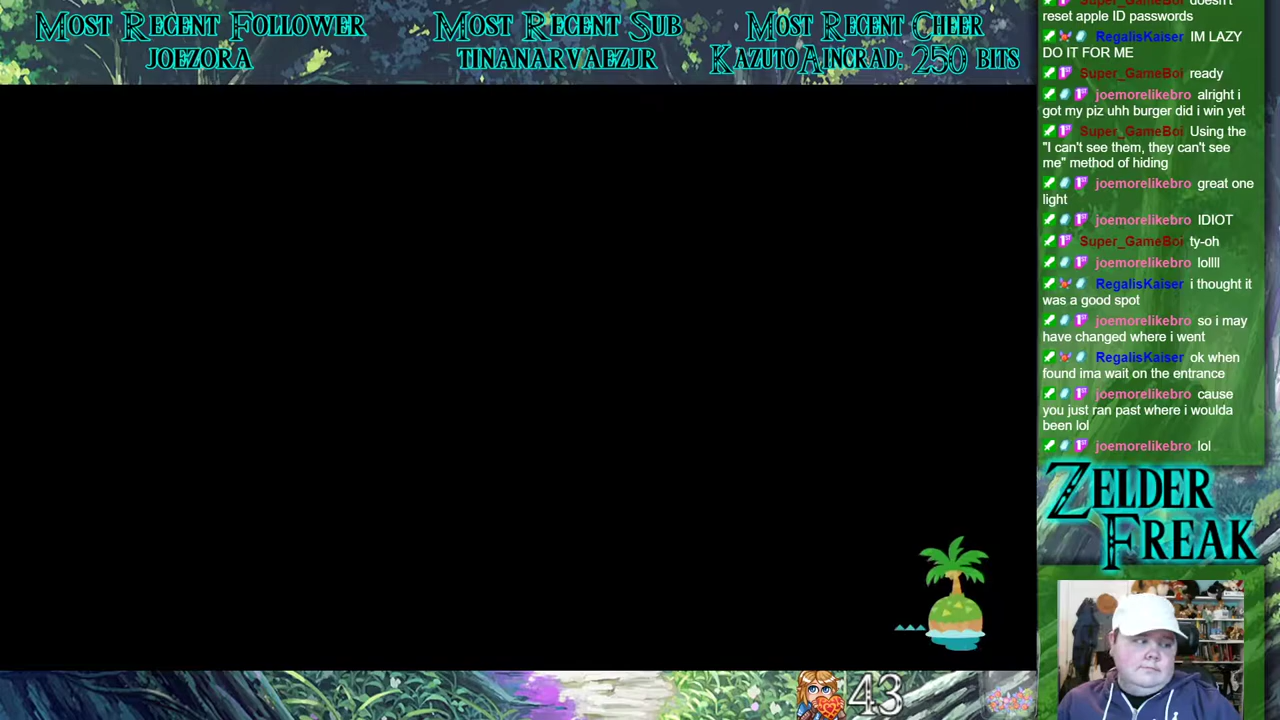 Most Recent Follower
joezora
Most Recent Sub
tinanarvaezjr
Most Recent Cheer
KazutoAincrad: 250 bits
reset apple ID passwords
RegalisKaiser IM LAZY
DO IT FOR ME
Super_GameBoi ready
joemorelikebro alright i
got my piz uhh burger did i win yet
Super_GameBoi Using the
"I can't see them, they can't see
me" method of hiding
joemorelikebro great one
light
joemorelikebro IDIOT
Super_GameBoi ty-oh
joemorelikebro lollll
RegalisKaiser i thought it
was a good spot
joemorelikebro so i may
have changed where i went
RegalisKaiser ok when
found ima wait on the entrance
joemorelikebro cause
you just ran past where i woulda
been lol
joemorelikebro lol
Zelder
Freak
43